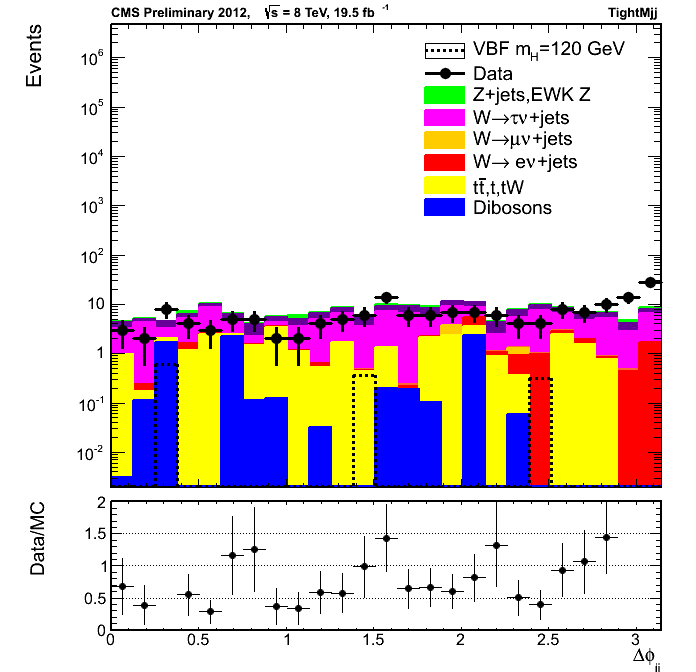 CMS Preliminary 2012, √s = 8 TeV, 19.5 fb⁻¹ TightMjj
Events
VBF m_H=120 GeV
Data
Z+jets,EWK Z
W→τν+jets
W→μν+jets
W→ eν+jets
tt̄,t,tW
Dibosons
10⁶
10⁵
10⁴
10³
10²
10
1
10⁻¹
10⁻²
Data/MC
2
1.5
1
0.5
0
0 0.5 1 1.5 2 2.5 3
Δϕ_jj